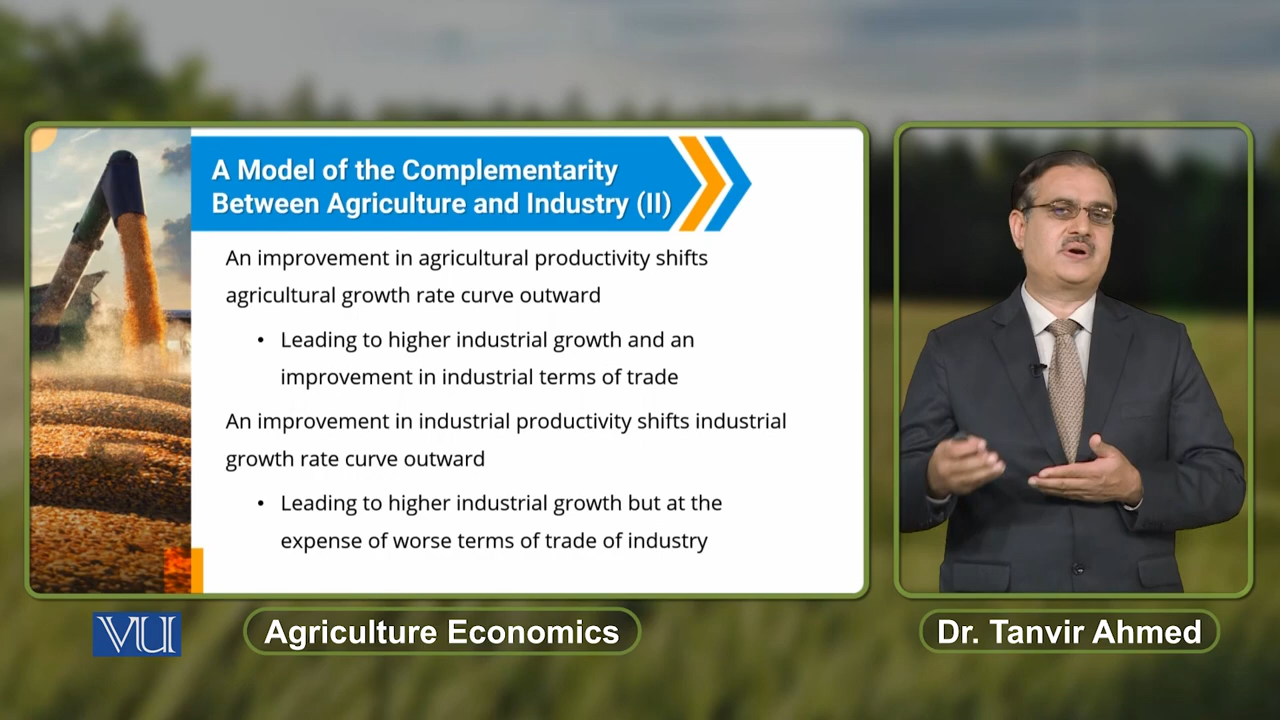 A Model of the Complementarity
Between Agriculture and Industry (II)
An improvement in agricultural productivity shifts
agricultural growth rate curve outward
• Leading to higher industrial growth and an
improvement in industrial terms of trade
An improvement in industrial productivity shifts industrial
growth rate curve outward
• Leading to higher industrial growth but at the
expense of worse terms of trade of industry
VU
Agriculture Economics
Dr. Tanvir Ahmed